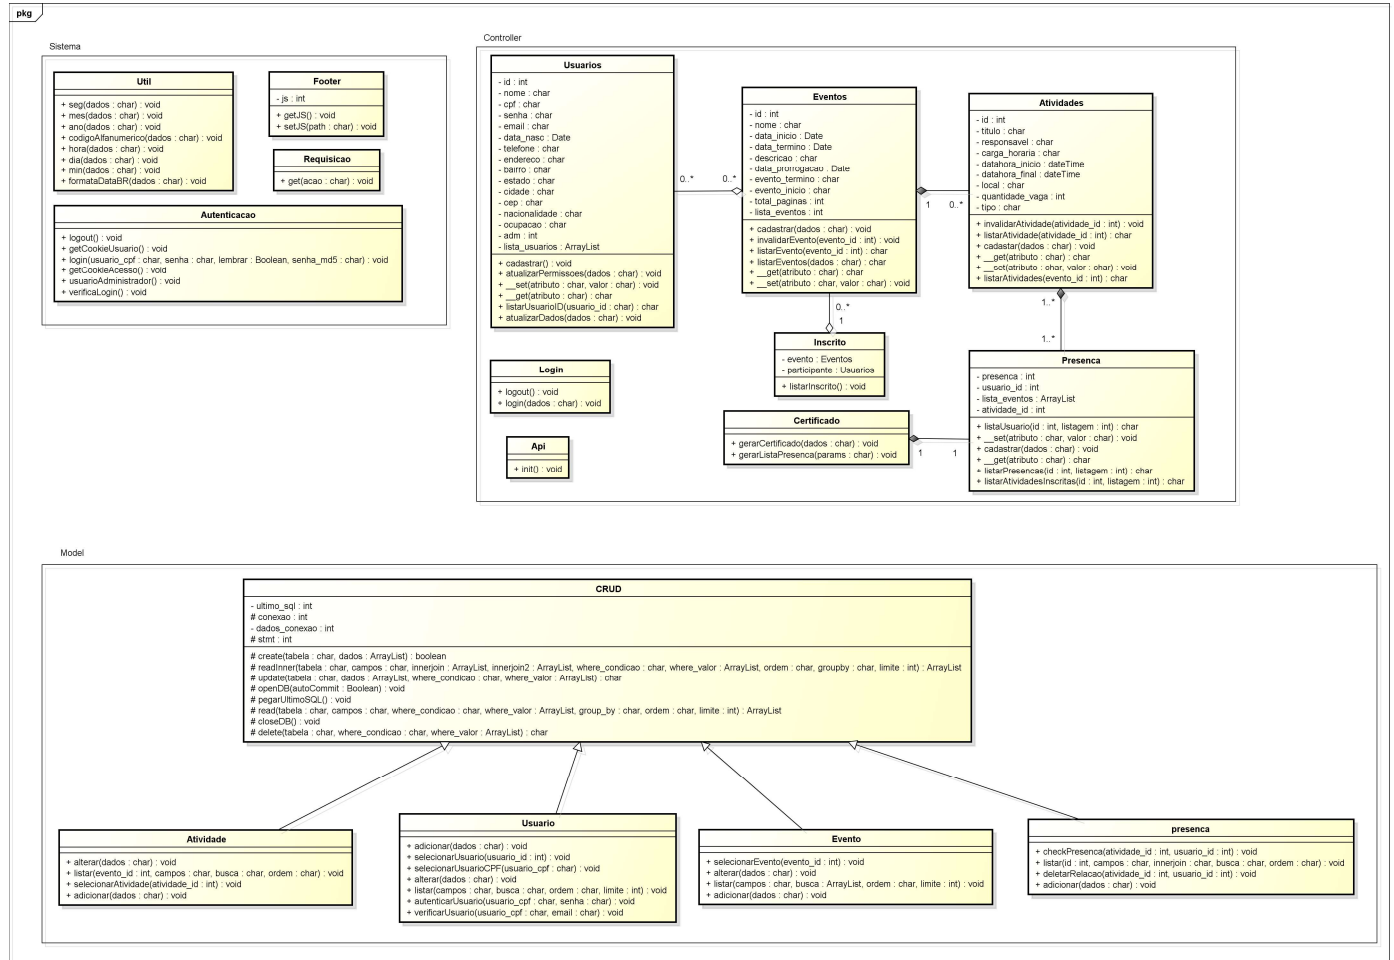 pkg
Sistema
Util
+ seg(dados : char) : void
+ mes(dados : char) : void
+ ano(dados : char) : void
+ codigoAlfanumerico(dados : char) : void
+ hora(dados : char) : void
+ dia(dados : char) : void
+ min(dados : char) : void
+ formataDataBR(dados : char) : void
Footer
- js : int
+ getJS() : void
+ setJS(path : char) : void
Requisicao
+ get(acao : char) : void
Autenticacao
+ logout() : void
+ getCookieUsuario() : void
+ login(usuario_cpf : char, senha : char, lembrar : Boolean, senha_md5 : char) : void
+ getCookieAcesso() : void
+ usuarioAdministrador() : void
+ verificaLogin() : void
Controller
Usuarios
- id : int
- nome : char
- cpf : char
- senha : char
- email : char
- data_nasc : Date
- telefone : char
- endereco : char
- bairro : char
- estado : char
- cidade : char
- cep : char
- nacionalidade : char
- ocupacao : char
- adm : int
- lista_usuarios : ArrayList
+ cadastrar() : void
+ atualizarPermissoes(dados : char) : void
+ __set(atributo : char, valor : char) : void
+ __get(atributo : char) : char
+ listarUsuarioID(usuario_id : char) : char
+ atualizarDados(dados : char) : void
0..*
0..*
Eventos
- id : int
- nome : char
- data_inicio : Date
- data_termino : Date
- descricao : char
- data_prorrogacao : Date
- evento_termino : char
- evento_inicio : char
- total_paginas : int
- lista_eventos : int
+ cadastrar(dados : char) : void
+ invalidarEvento(evento_id : int) : void
+ listarEvento(evento_id : int) : char
+ listarEventos(dados : char) : char
+ __get(atributo : char) : char
+ __set(atributo : char, valor : char) : void
1
0..*
Atividades
- id : int
- titulo : char
- responsavel : char
- carga_horaria : char
- datahora_inicio : dateTime
- datahora_final : dateTime
- local : char
- quantidade_vaga : int
- tipo : char
+ invalidarAtividade(atividade_id : int) : void
+ listarAtividade(atividade_id : int) : char
+ cadastar(dados : char) : void
+ __get(atributo : char) : char
+ __set(atributo : char, valor : char) : void
+ listarAtividades(evento_id : int) : char
0..*
1
1..*
1..*
Inscrito
- evento : Eventos
- participante : Usuarios
+ listarInscrito() : void
Login
+ logout() : void
+ login(dados : char) : void
Api
+ init() : void
Certificado
+ gerarCertificado(dados : char) : void
+ gerarListaPresenca(params : char) : void
1
1
Presenca
- presenca : int
- usuario_id : int
- lista_eventos : ArrayList
- atividade_id : int
+ listaUsuario(id : int, listagem : int) : char
+ __set(atributo : char, valor : char) : void
+ cadastrar(dados : char) : void
+ __get(atributo : char) : char
+ listarPresencas(id : int, listagem : int) : char
+ listarAtividadesInscritas(id : int, listagem : int) : char
Model
CRUD
- ultimo_sql : int
# conexao : int
- dados_conexao : int
# stmt : int
# create(tabela : char, dados : ArrayList) : boolean
# readInner(tabela : char, campos : char, innerjoin : ArrayList, innerjoin2 : ArrayList, where_condicao : char, where_valor : ArrayList, ordem : char, groupby : char, limite : int) : ArrayList
# update(tabela : char, dados : ArrayList, where_condicao : char, where_valor : ArrayList) : char
# openDB(autoCommit : Boolean) : void
# pegarUltimoSQL() : void
# read(tabela : char, campos : char, where_condicao : char, where_valor : ArrayList, group_by : char, ordem : char, limite : int) : ArrayList
# closeDB() : void
# delete(tabela : char, where_condicao : char, where_valor : ArrayList) : char
Atividade
+ alterar(dados : char) : void
+ listar(evento_id : int, campos : char, busca : char, ordem : char) : void
+ selecionarAtividade(atividade_id : int) : void
+ adicionar(dados : char) : void
Usuario
+ adicionar(dados : char) : void
+ selecionarUsuario(usuario_id : int) : void
+ selecionarUsuarioCPF(usuario_cpf : char) : void
+ alterar(dados : char) : void
+ listar(campos : char, busca : char, ordem : char, limite : int) : void
+ autenticarUsuario(usuario_cpf : char, senha : char) : void
+ verificarUsuario(usuario_cpf : char, email : char) : void
Evento
+ selecionarEvento(evento_id : int) : void
+ alterar(dados : char) : void
+ listar(campos : char, busca : ArrayList, ordem : char, limite : int) : void
+ adicionar(dados : char) : void
presenca
+ checkPresenca(atividade_id : int, usuario_id : int) : void
+ listar(id : int, campos : char, innerjoin : char, busca : char, ordem : char) : void
+ deletarRelacao(atividade_id : int, usuario_id : int) : void
+ adicionar(dados : char) : void